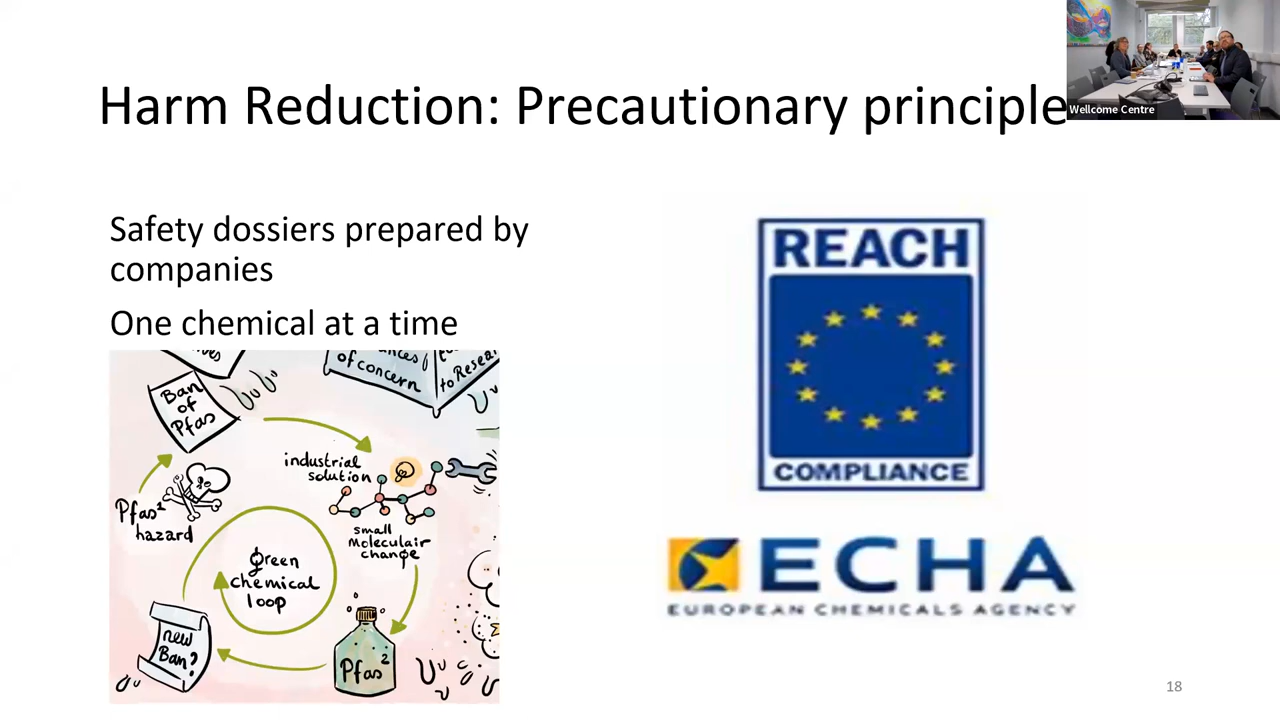 Harm Reduction: Precautionary principle
Wellcome Centre
Safety dossiers prepared by
companies
One chemical at a time
of concern
to Resear
Ban
of
Pfas
industrial
solution
Pfas²
hazard
small
moleculair
change
Green
chemical
loop
new
Ban?
Pfas²
REACH
COMPLIANCE
ECHA
EUROPEAN CHEMICALS AGENCY
18